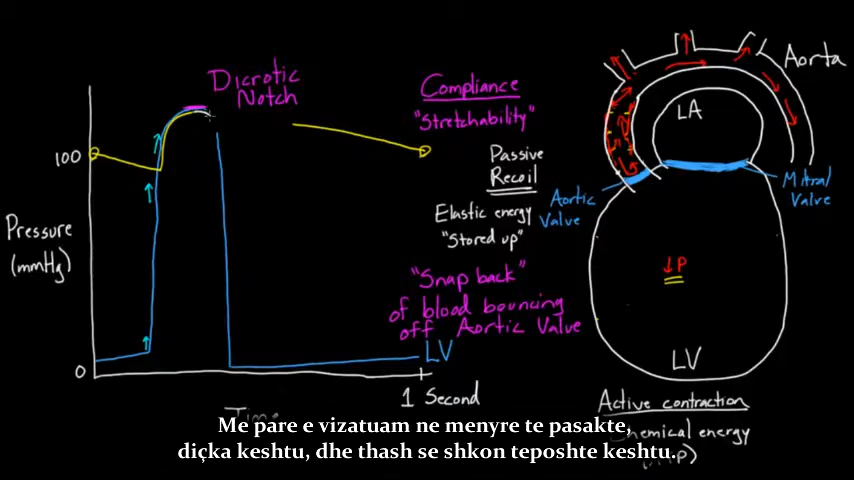 Dicrotic
Notch
100
Pressure
(mmHg)
0
LV
1 Second
Compliance
"Stretchability"
Passive
Recoil
Elastic energy
"Stored up"
"Snap back"
of blood bouncing
off Aortic Valve
Aorta
LA
Aortic
Valve
Mitral
Valve
↓P
LV
Active contraction
Chemical energy
Me pare e vizatuam ne menyre te pasakte,
diçka keshtu, dhe thash se shkon teposhte keshtu.